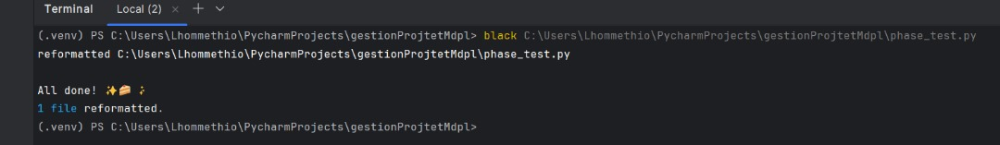 Terminal Local (2) × +
(.venv) PS C:\Users\Lhommethio\PycharmProjects\gestionProjtetMdpl> black C:\Users\Lhommethio\PycharmProjects\gestionProjtetMdpl\phase_test.py
reformatted C:\Users\Lhommethio\PycharmProjects\gestionProjtetMdpl\phase_test.py
All done! ✨🍰 ✨
1 file reformatted.
(.venv) PS C:\Users\Lhommethio\PycharmProjects\gestionProjtetMdpl>